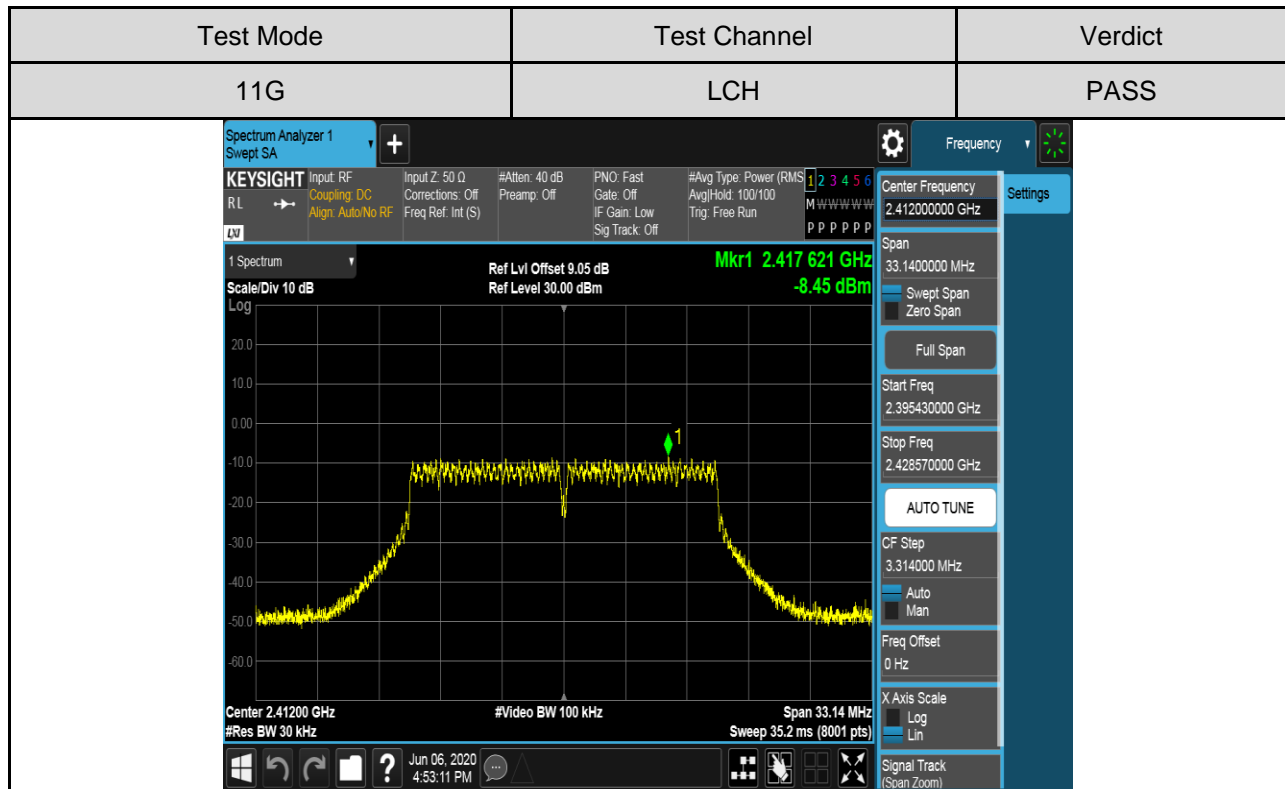 Test Mode Test Channel Verdict
11G LCH PASS
Spectrum Analyzer 1
Swept SA
Frequency
KEYSIGHT
RL
LXI
Input: RF
Coupling: DC
Align: Auto/No RF
Input Z: 50 Ω
Corrections: Off
Freq Ref: Int (S)
#Atten: 40 dB
Preamp: Off
PNO: Fast
Gate: Off
IF Gain: Low
Sig Track: Off
#Avg Type: Power (RMS
Avg|Hold: 100/100
Trig: Free Run
1 2 3 4 5 6
M W W W W W
P P P P P P
1 Spectrum
Scale/Div 10 dB
Log
Ref Lvl Offset 9.05 dB
Ref Level 30.00 dBm
Mkr1 2.417 621 GHz
-8.45 dBm
20.0
10.0
0.00
-10.0
-20.0
-30.0
-40.0
-50.0
-60.0
1
Center 2.41200 GHz
#Res BW 30 kHz
#Video BW 100 kHz
Span 33.14 MHz
Sweep 35.2 ms (8001 pts)
Center Frequency
2.412000000 GHz
Settings
Span
33.1400000 MHz
Swept Span
Zero Span
Full Span
Start Freq
2.395430000 GHz
Stop Freq
2.428570000 GHz
AUTO TUNE
CF Step
3.314000 MHz
Auto
Man
Freq Offset
0 Hz
X Axis Scale
Log
Lin
Signal Track
(Span Zoom)
Jun 06, 2020
4:53:11 PM